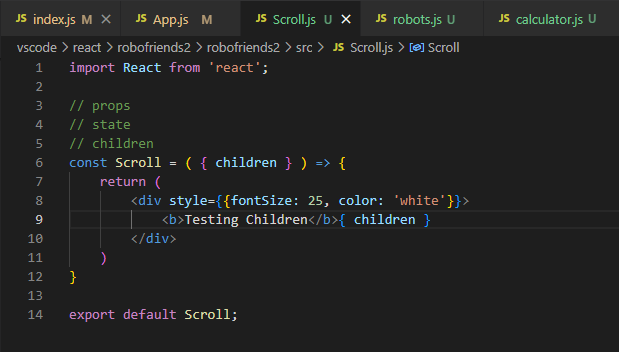 JS index.js M × JS App.js M JS Scroll.js U × JS robots.js U JS calculator.js U
vscode > react > robofriends2 > robofriends2 > src > JS Scroll.js > Scroll
1 import React from 'react';
2
3 // props
4 // state
5 // children
6 const Scroll = ( { children } ) => {
7 return (
8 <div style={{fontSize: 25, color: 'white'}}>
9 <b>Testing Children</b>{ children }
10 </div>
11 )
12 }
13
14 export default Scroll;